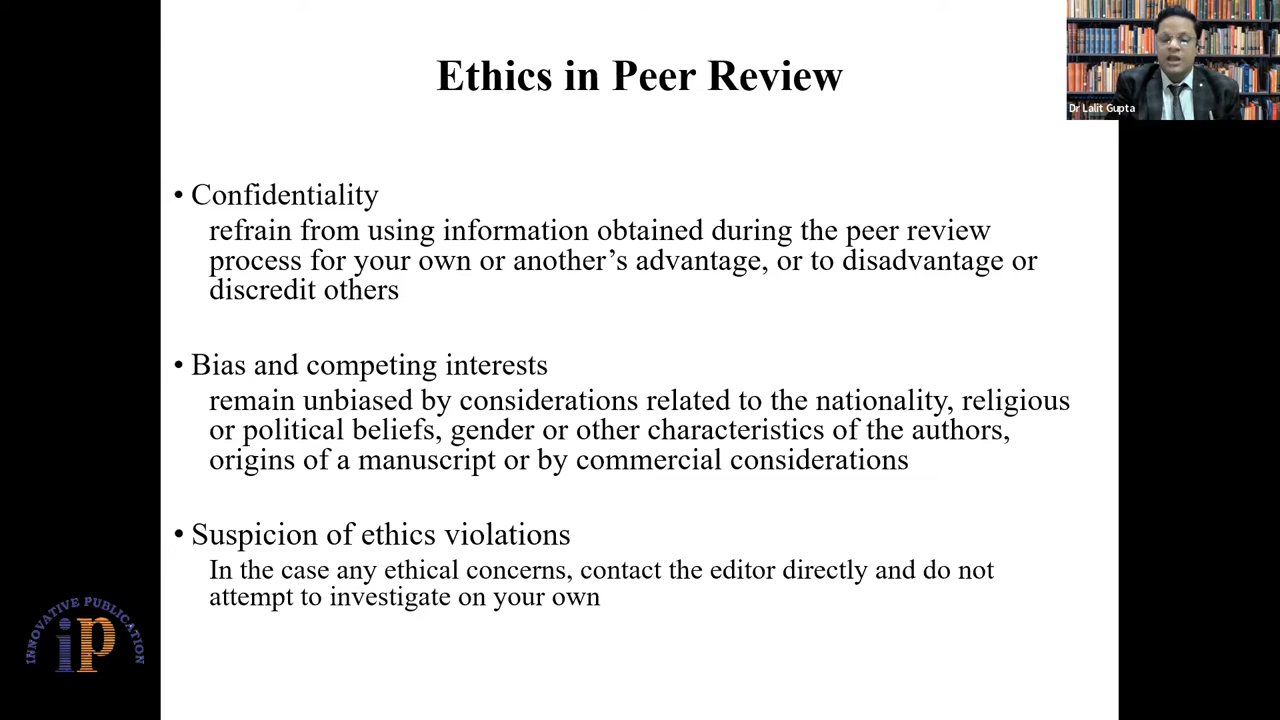 Ethics in Peer Review
Dr Lalit Gupta
• Confidentiality
refrain from using information obtained during the peer review
process for your own or another’s advantage, or to disadvantage or
discredit others
• Bias and competing interests
remain unbiased by considerations related to the nationality, religious
or political beliefs, gender or other characteristics of the authors,
origins of a manuscript or by commercial considerations
• Suspicion of ethics violations
In the case any ethical concerns, contact the editor directly and do not
attempt to investigate on your own
INNOVATIVE PUBLICATION
iP